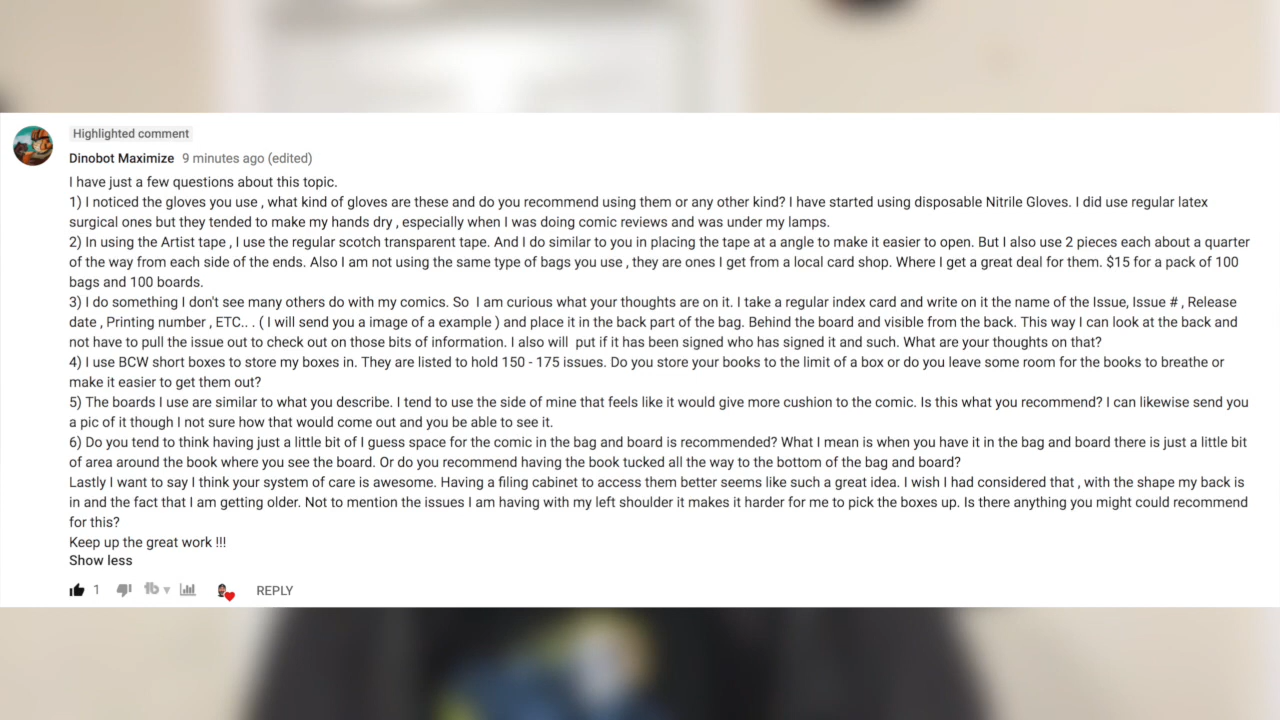 Highlighted comment
Dinobot Maximize 9 minutes ago (edited)
I have just a few questions about this topic.
1) I noticed the gloves you use , what kind of gloves are these and do you recommend using them or any other kind? I have started using disposable Nitrile Gloves. I did use regular latex
surgical ones but they tended to make my hands dry , especially when I was doing comic reviews and was under my lamps.
2) In using the Artist tape , I use the regular scotch transparent tape. And I do similar to you in placing the tape at a angle to make it easier to open. But I also use 2 pieces each about a quarter
of the way from each side of the ends. Also I am not using the same type of bags you use , they are ones I get from a local card shop. Where I get a great deal for them. $15 for a pack of 100
bags and 100 boards.
3) I do something I don't see many others do with my comics. So I am curious what your thoughts are on it. I take a regular index card and write on it the name of the Issue, Issue # , Release
date , Printing number , ETC.. . ( I will send you a image of a example ) and place it in the back part of the bag. Behind the board and visible from the back. This way I can look at the back and
not have to pull the issue out to check out on those bits of information. I also will put if it has been signed who has signed it and such. What are your thoughts on that?
4) I use BCW short boxes to store my boxes in. They are listed to hold 150 - 175 issues. Do you store your books to the limit of a box or do you leave some room for the books to breathe or
make it easier to get them out?
5) The boards I use are similar to what you describe. I tend to use the side of mine that feels like it would give more cushion to the comic. Is this what you recommend? I can likewise send you
a pic of it though I not sure how that would come out and you be able to see it.
6) Do you tend to think having just a little bit of I guess space for the comic in the bag and board is recommended? What I mean is when you have it in the bag and board there is just a little bit
of area around the book where you see the board. Or do you recommend having the book tucked all the way to the bottom of the bag and board?
Lastly I want to say I think your system of care is awesome. Having a filing cabinet to access them better seems like such a great idea. I wish I had considered that , with the shape my back is
in and the fact that I am getting older. Not to mention the issues I am having with my left shoulder it makes it harder for me to pick the boxes up. Is there anything you might could recommend
for this?
Keep up the great work !!!
Show less
1 REPLY